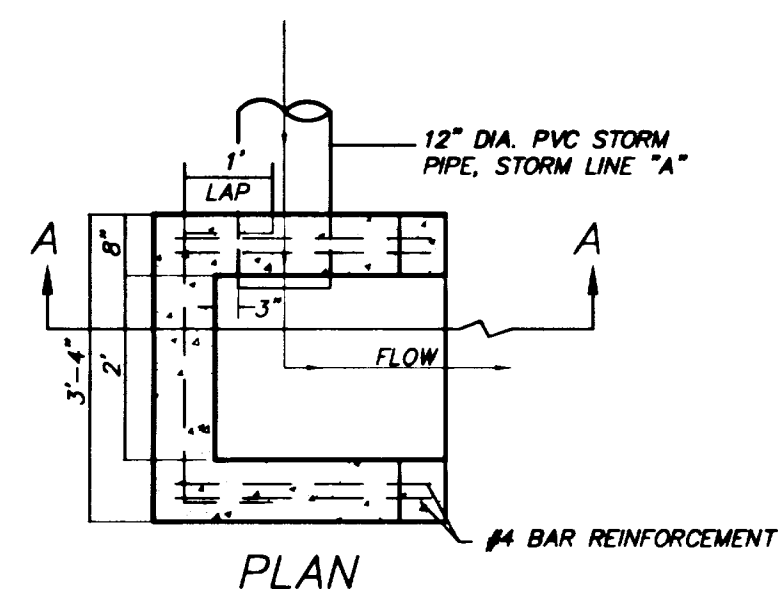 12" DIA. PVC STORM
PIPE, STORM LINE "A"
1'
LAP
A
A
8"
3"
FLOW
2'
3'-4"
#4 BAR REINFORCEMENT
PLAN